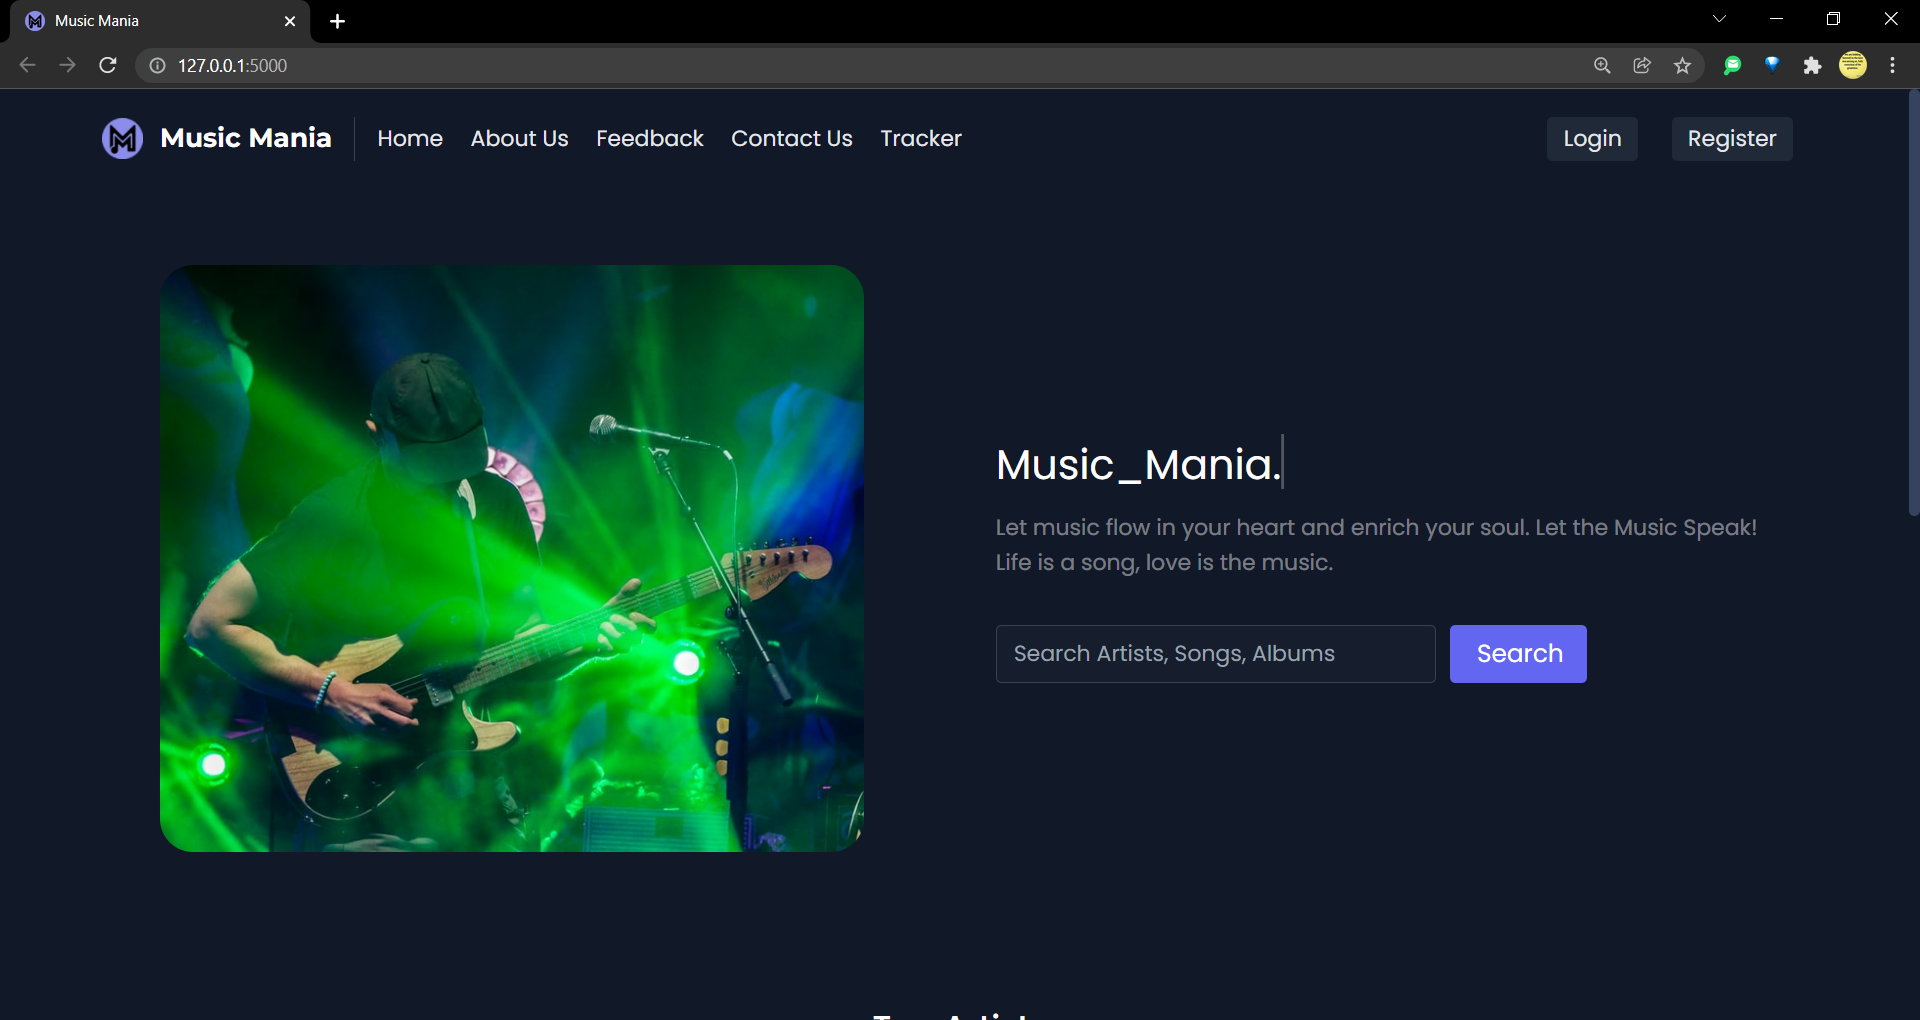 Music Mania
127.0.0.1:5000
Music Mania Home About Us Feedback Contact Us Tracker Login Register
Music_Mania.
Let music flow in your heart and enrich your soul. Let the Music Speak!
Life is a song, love is the music.
Search Artists, Songs, Albums Search